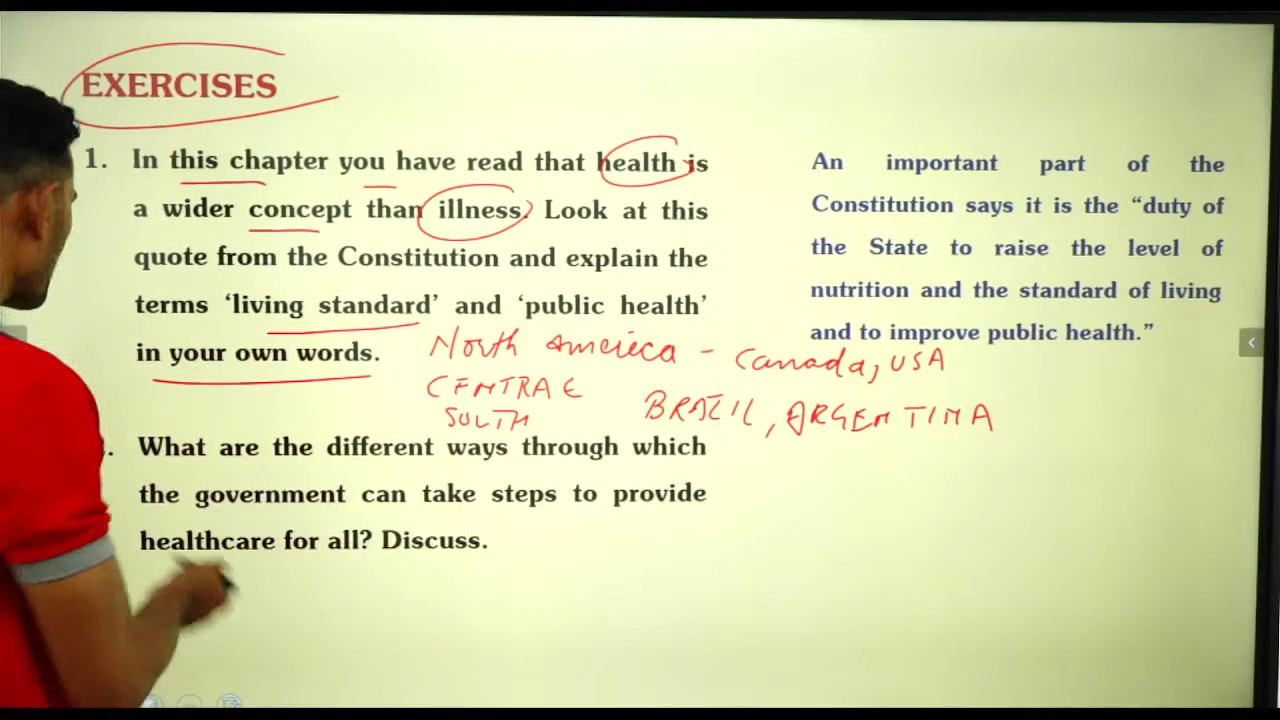 EXERCISES
1. In this chapter you have read that health is
a wider concept than illness. Look at this
quote from the Constitution and explain the
terms ‘living standard’ and ‘public health’
in your own words.
An important part of the
Constitution says it is the “duty of
the State to raise the level of
nutrition and the standard of living
and to improve public health.”
North America - Canada, USA
CENTRAL
SOUTH BRAZIL, ARGENTINA
. What are the different ways through which
the government can take steps to provide
healthcare for all? Discuss.